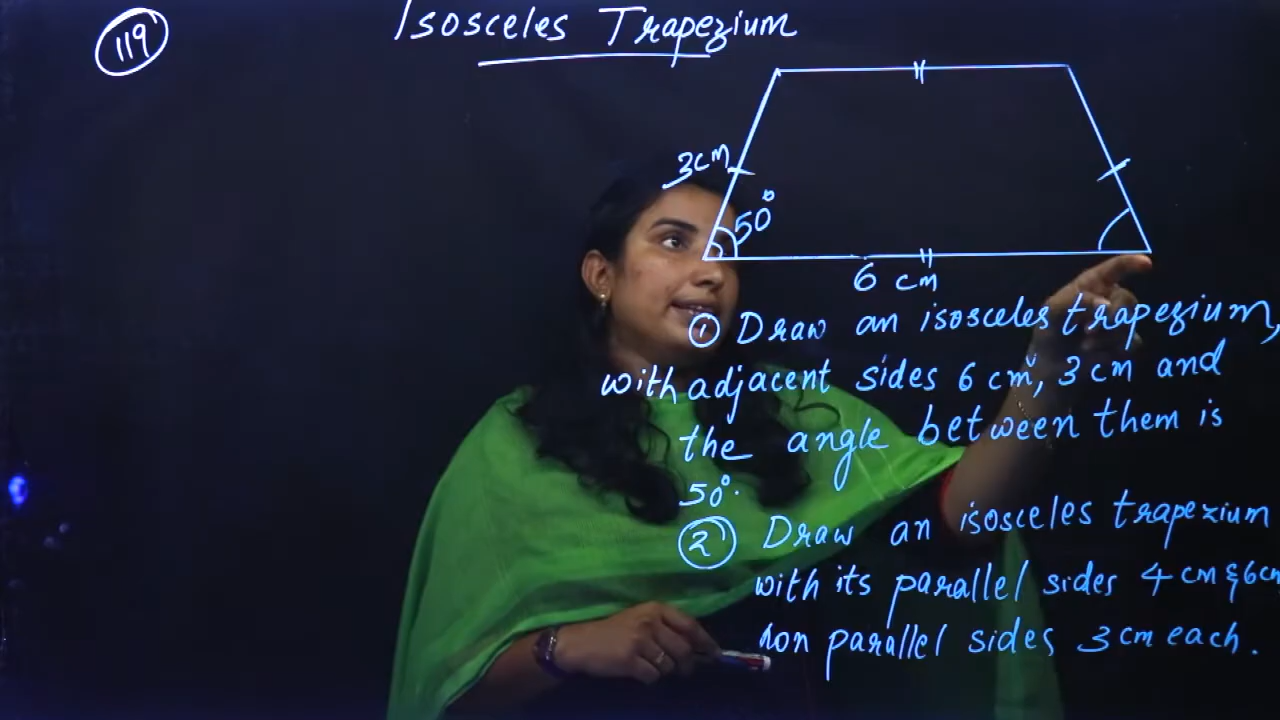 119
Isosceles Trapezium
3cm
50°
6 cm
① Draw an isosceles trapezium,
with adjacent sides 6 cm, 3 cm and
the angle between them is
50°.
② Draw an isosceles trapezium
with its parallel sides 4 cm & 6cm
non parallel sides 3 cm each.